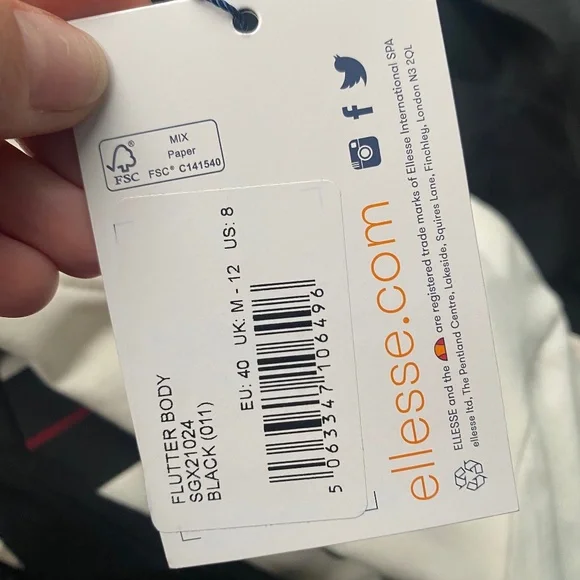 FSC®
MIX
Paper
FSC® C141540
FLUTTER BODY
SGX21024
BLACK (011)
EU: 40 UK: M - 12 US: 8
5 063347 106496
ellesse.com
ELLESSE and the are registered trade marks of Ellesse International SPA
ellesse ltd, The Pentland Centre, Lakeside, Squires Lane, Finchley, London N3 2QL